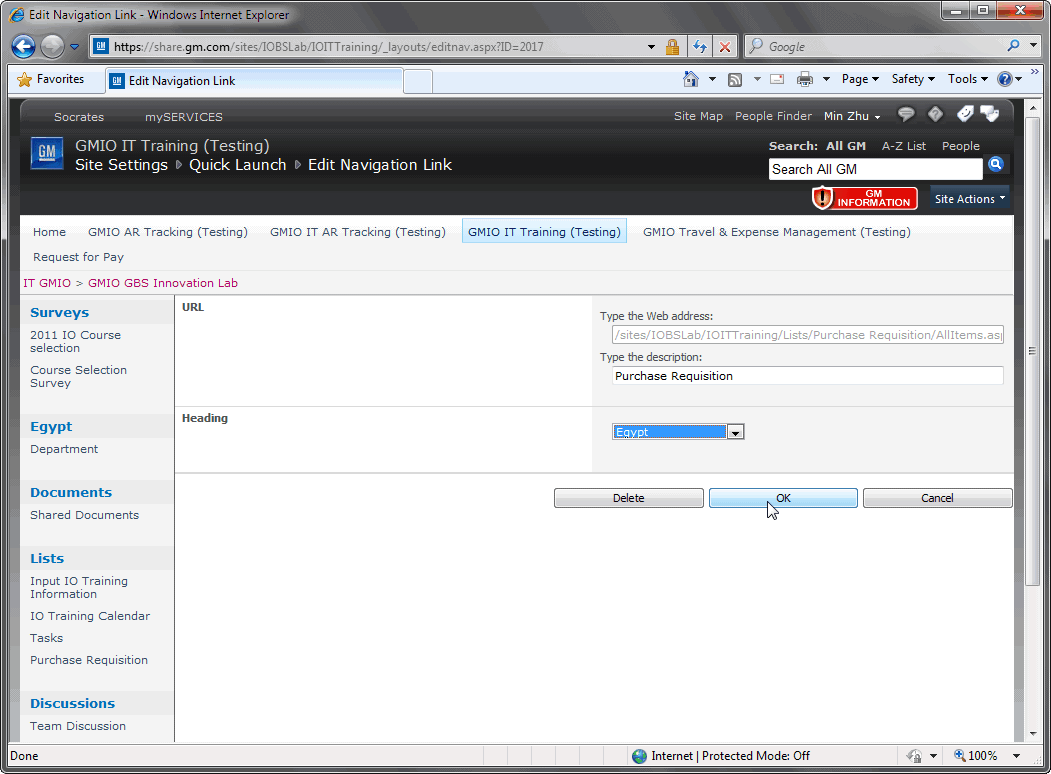 Edit Navigation Link - Windows Internet Explorer
GM https://share.gm.com/sites/IOBSLab/IOITTraining/_layouts/editnav.aspx?ID=2017 Google
Favorites GM Edit Navigation Link Page Safety Tools
Socrates mySERVICES Site Map People Finder Min Zhu
GM GMIO IT Training (Testing)
Site Settings Quick Launch Edit Navigation Link
Search: All GM A-Z List People
Search All GM
GM INFORMATION Site Actions
Home GMIO AR Tracking (Testing) GMIO IT AR Tracking (Testing) GMIO IT Training (Testing) GMIO Travel & Expense Management (Testing)
Request for Pay
IT GMIO > GMIO GBS Innovation Lab
Surveys
2011 IO Course
selection
Course Selection
Survey
Egypt
Department
Documents
Shared Documents
Lists
Input IO Training
Information
IO Training Calendar
Tasks
Purchase Requisition
Discussions
Team Discussion
URL
Type the Web address:
/sites/IOBSLab/IOITTraining/Lists/Purchase Requisition/AllItems.asp
Type the description:
Purchase Requisition
Heading
Egypt
Delete OK Cancel
Done Internet | Protected Mode: Off 100%